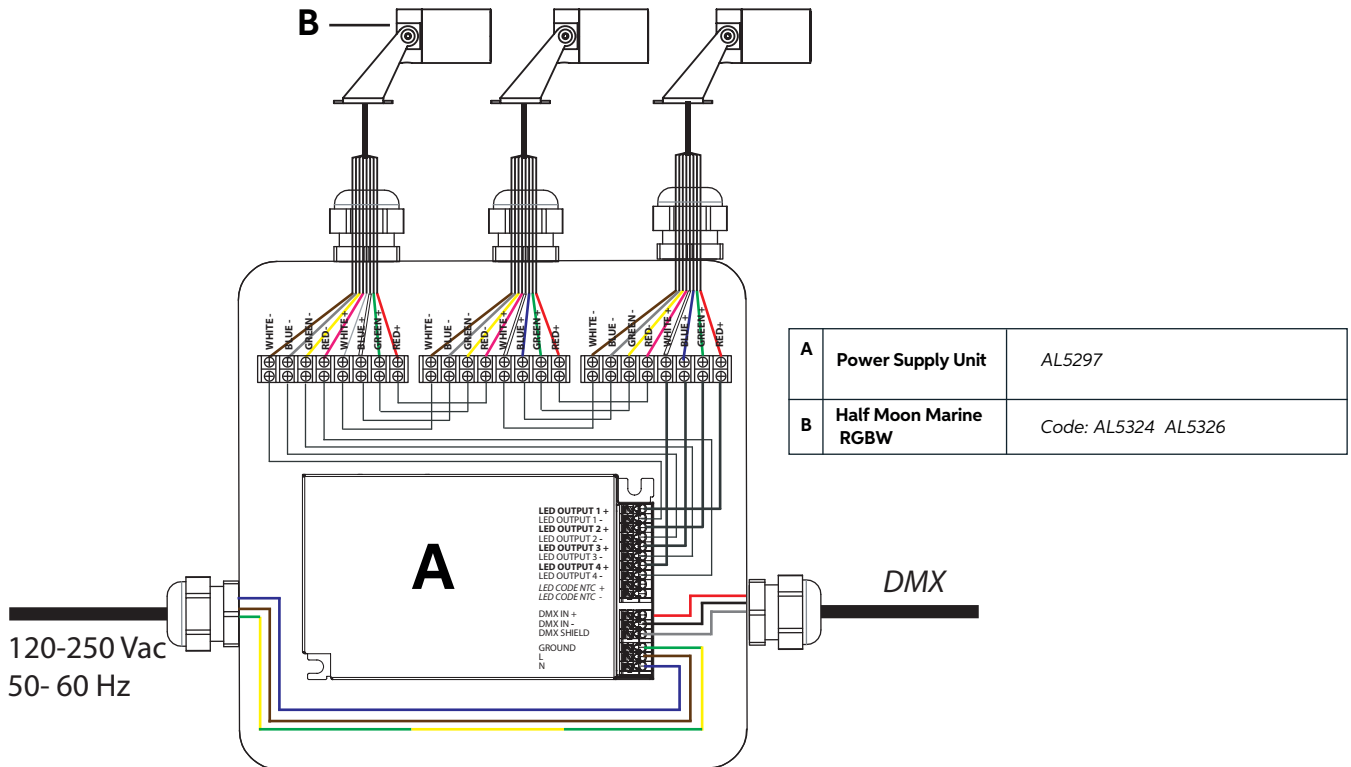 B
WHITE -
BLUE -
GREEN -
RED-
WHITE +
BLUE +
GREEN +
RED+
WHITE -
BLUE -
GREEN -
RED-
WHITE +
BLUE +
GREEN +
RED+
WHITE -
BLUE -
GREEN -
RED-
WHITE +
BLUE +
GREEN +
RED+
A Power Supply Unit AL5297
B Half Moon Marine RGBW Code: AL5324 AL5326
A
LED OUTPUT 1 +
LED OUTPUT 1 -
LED OUTPUT 2 +
LED OUTPUT 2 -
LED OUTPUT 3 +
LED OUTPUT 3 -
LED OUTPUT 4 +
LED OUTPUT 4 -
LED CODE NTC +
LED CODE NTC -
DMX IN +
DMX IN -
DMX SHIELD
GROUND
L
N
DMX
120-250 Vac
50- 60 Hz